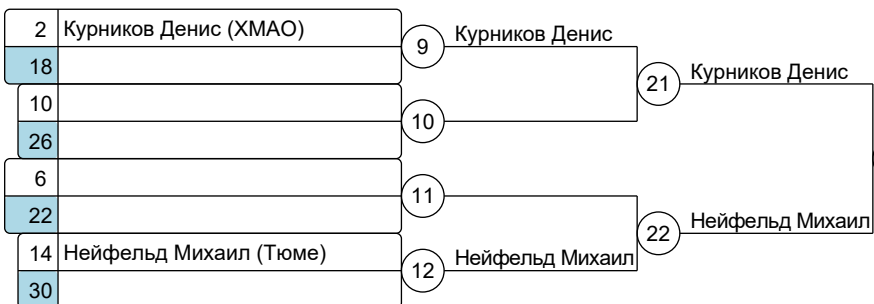 2 Курников Денис (ХМАО)
9 Курников Денис
18
21 Курников Денис
10
10
26
6
11
22
22 Нейфельд Михаил
14 Нейфельд Михаил (Тюме)
12 Нейфельд Михаил
30